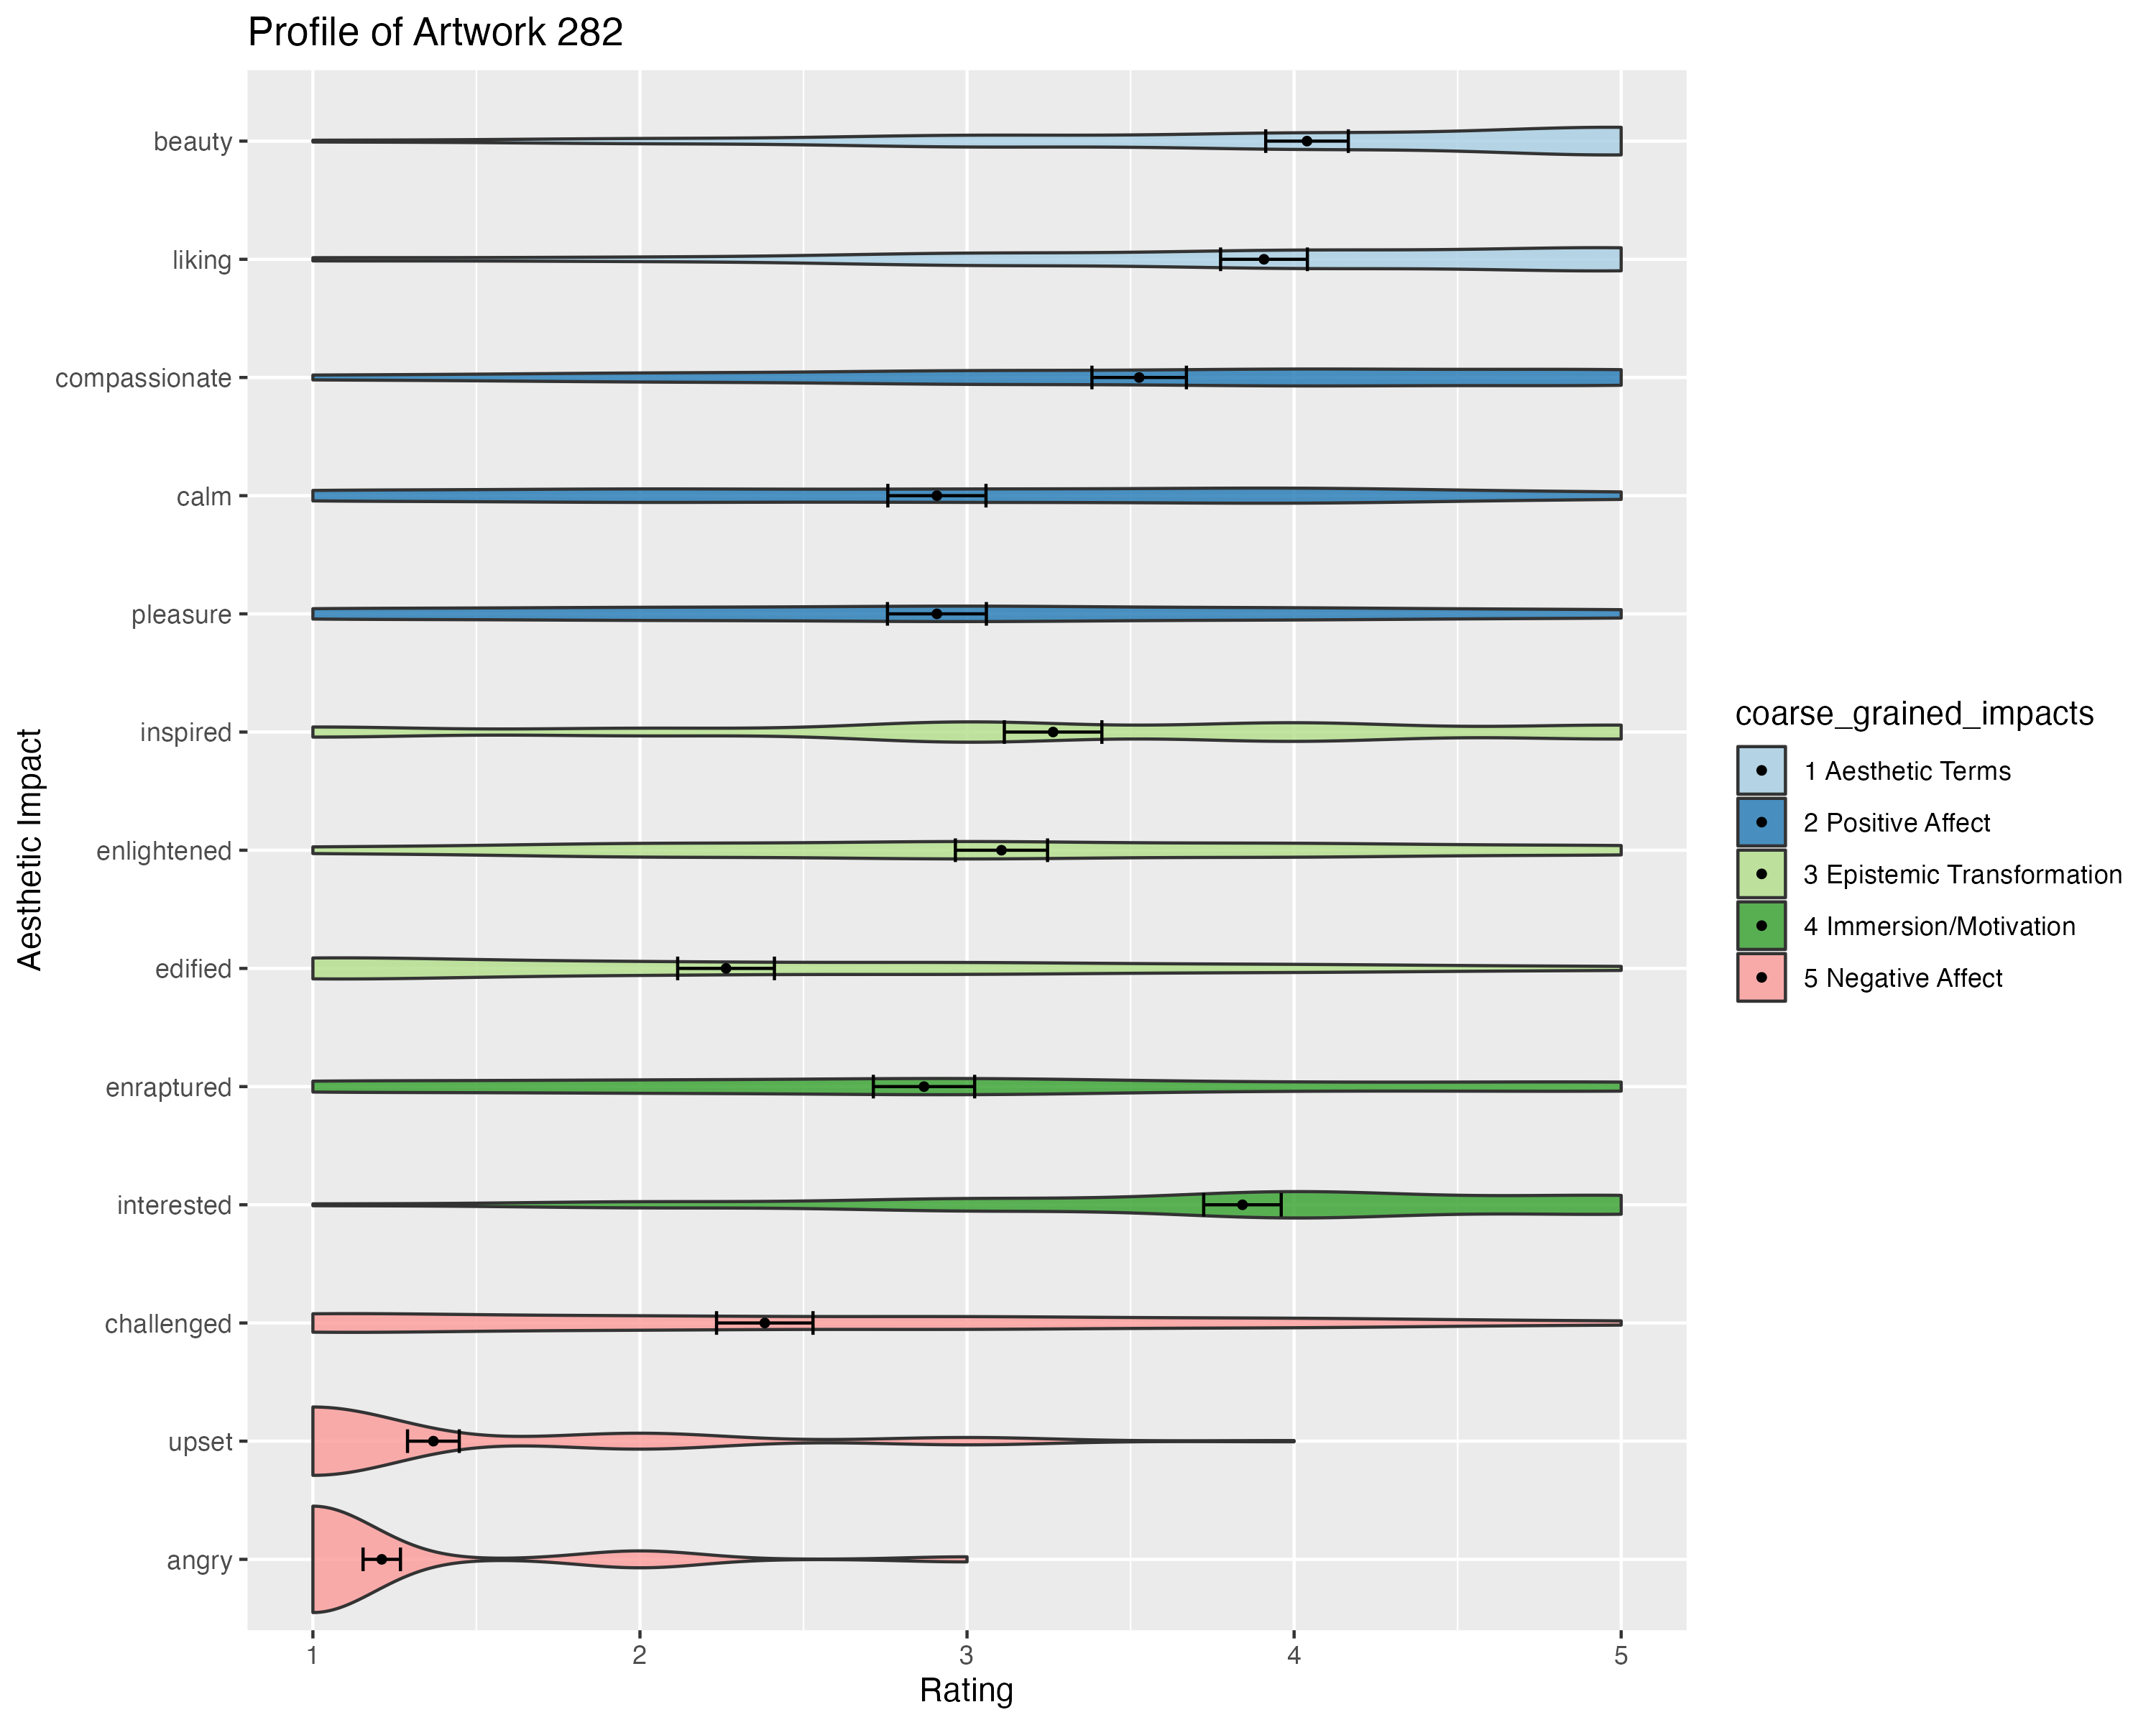 Profile of Artwork 282
Aesthetic Impact
beauty
liking
compassionate
calm
pleasure
inspired
enlightened
edified
enraptured
interested
challenged
upset
angry
1 2 3 4 5
Rating
coarse_grained_impacts
1 Aesthetic Terms
2 Positive Affect
3 Epistemic Transformation
4 Immersion/Motivation
5 Negative Affect